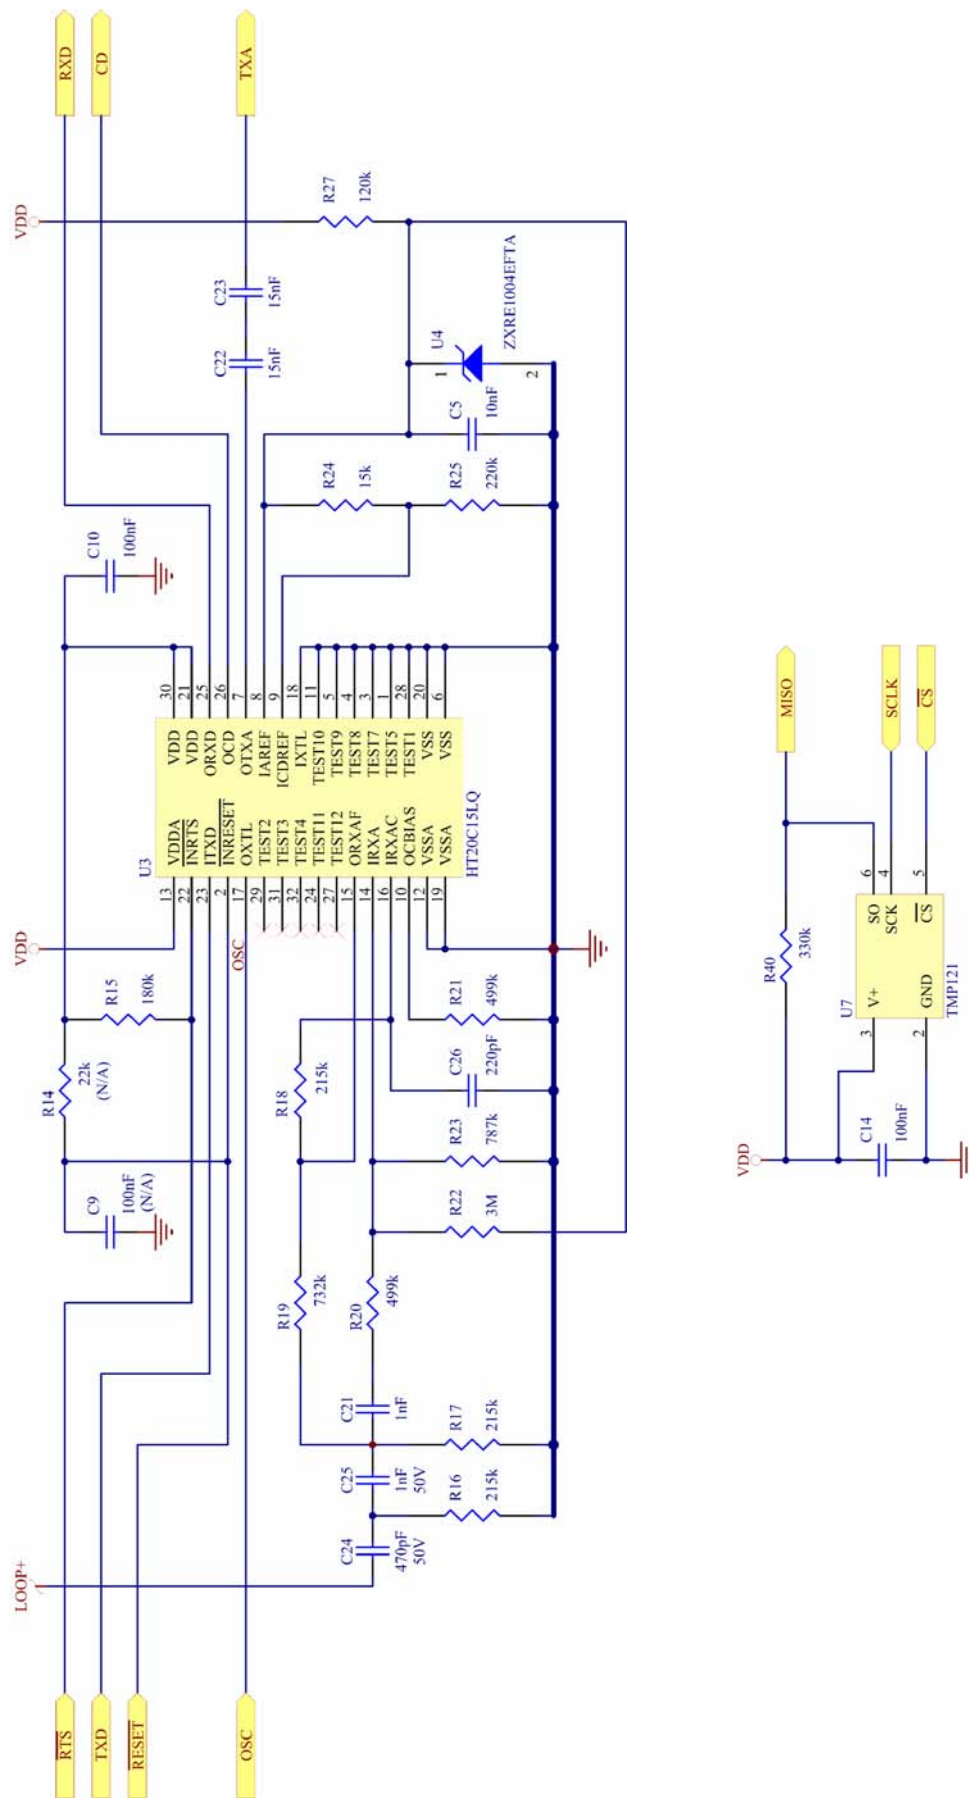 RXD
CD
TXA
VDD
R27
120k
C23
15nF
C22
15nF
U4
ZXRE1004EFTA
1
2
C5
10nF
R24
15k
R25
220k
C10
100nF
30
21
25
26
7
8
9
18
11
5
4
3
1
28
20
6
VDD
VDD
ORXD
OCD
OTXA
IAREF
ICDREF
IXTL
TEST10
TEST9
TEST8
TEST7
TEST5
TEST1
VSS
VSS
U3
HT20C15LQ
VDDA
INRTS
ITXD
INRESET
OXTL
TEST2
TEST3
TEST4
TEST11
TEST12
ORXAF
IRXA
IRXAC
OCBIAS
VSSA
VSSA
13
22
23
2
17
29
31
32
24
27
15
14
16
10
12
19
VDD
OSC
R15
180k
R14
22k
(N/A)
C9
100nF
(N/A)
R18
215k
R21
499k
C26
220pF
R23
787k
R22
3M
R19
732k
R20
499k
C21
1nF
R17
215k
C25
1nF
50V
R16
215k
C24
470pF
50V
LOOP+
RTS
TXD
RESET
OSC
MISO
SCLK
CS
R40
330k
6
4
5
SO
SCK
CS
U7
TMP121
V+
GND
3
2
VDD
C14
100nF